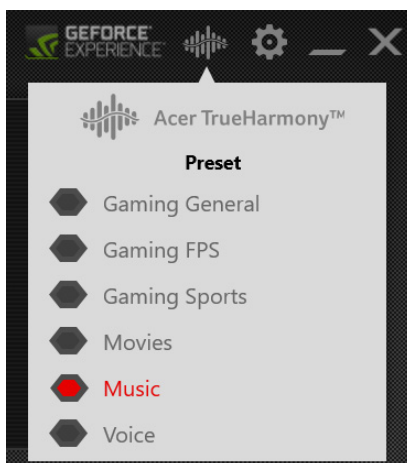 GEFORCE
EXPERIENCE
Acer TrueHarmony™
Preset
Gaming General
Gaming FPS
Gaming Sports
Movies
Music
Voice